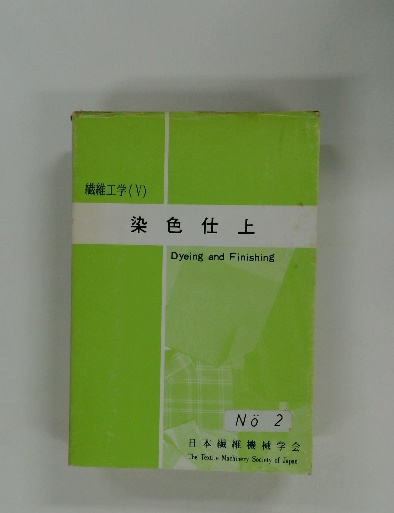 繊維工学(V)
染色仕上
Dyeing and Finishing
Nö 2
日本繊維機械学会
The Textile Machinery Society of Japan